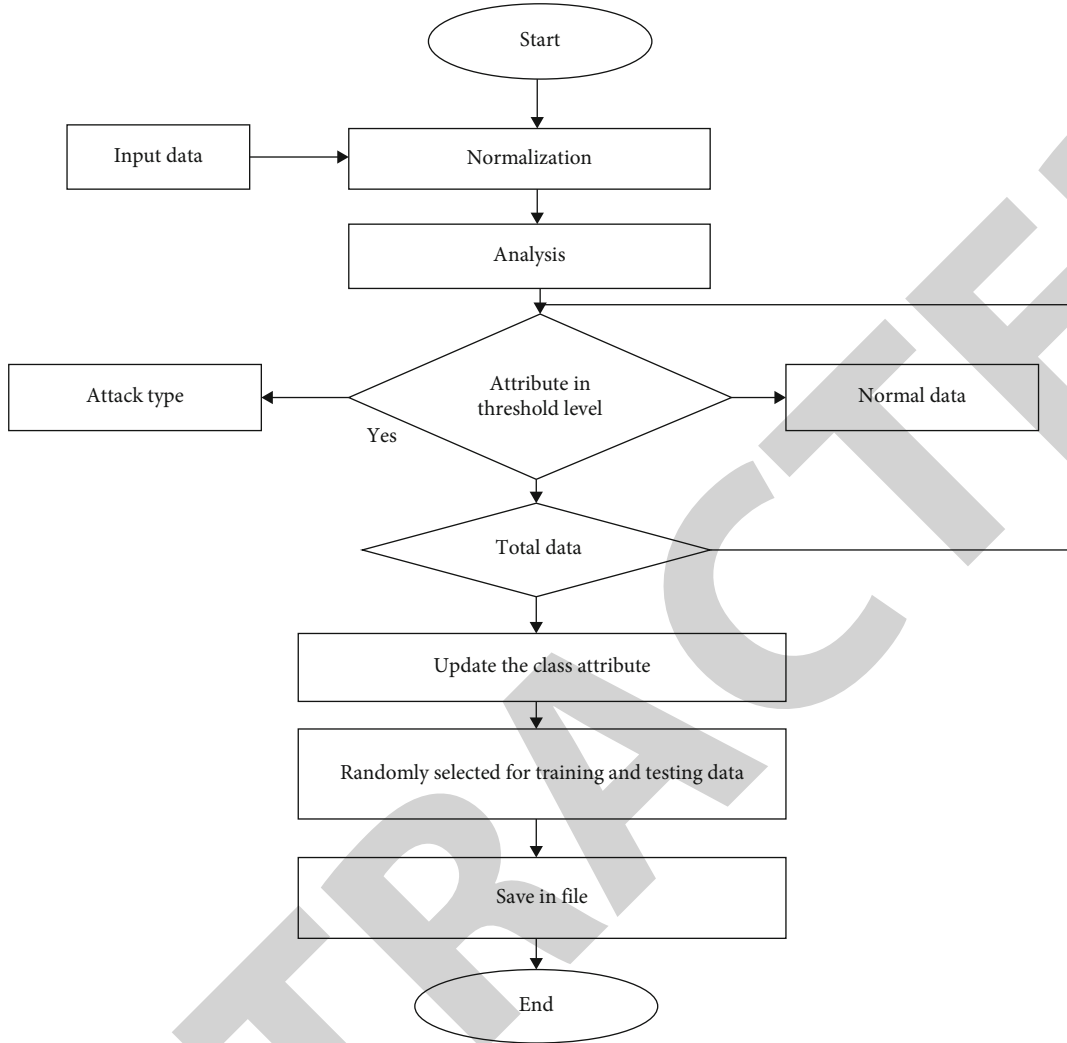 Start
Input data
Normalization
Analysis
Attack type
Attribute in
threshold level
Normal data
Yes
Total data
Update the class attribute
Randomly selected for training and testing data
Save in file
End
TRACTE